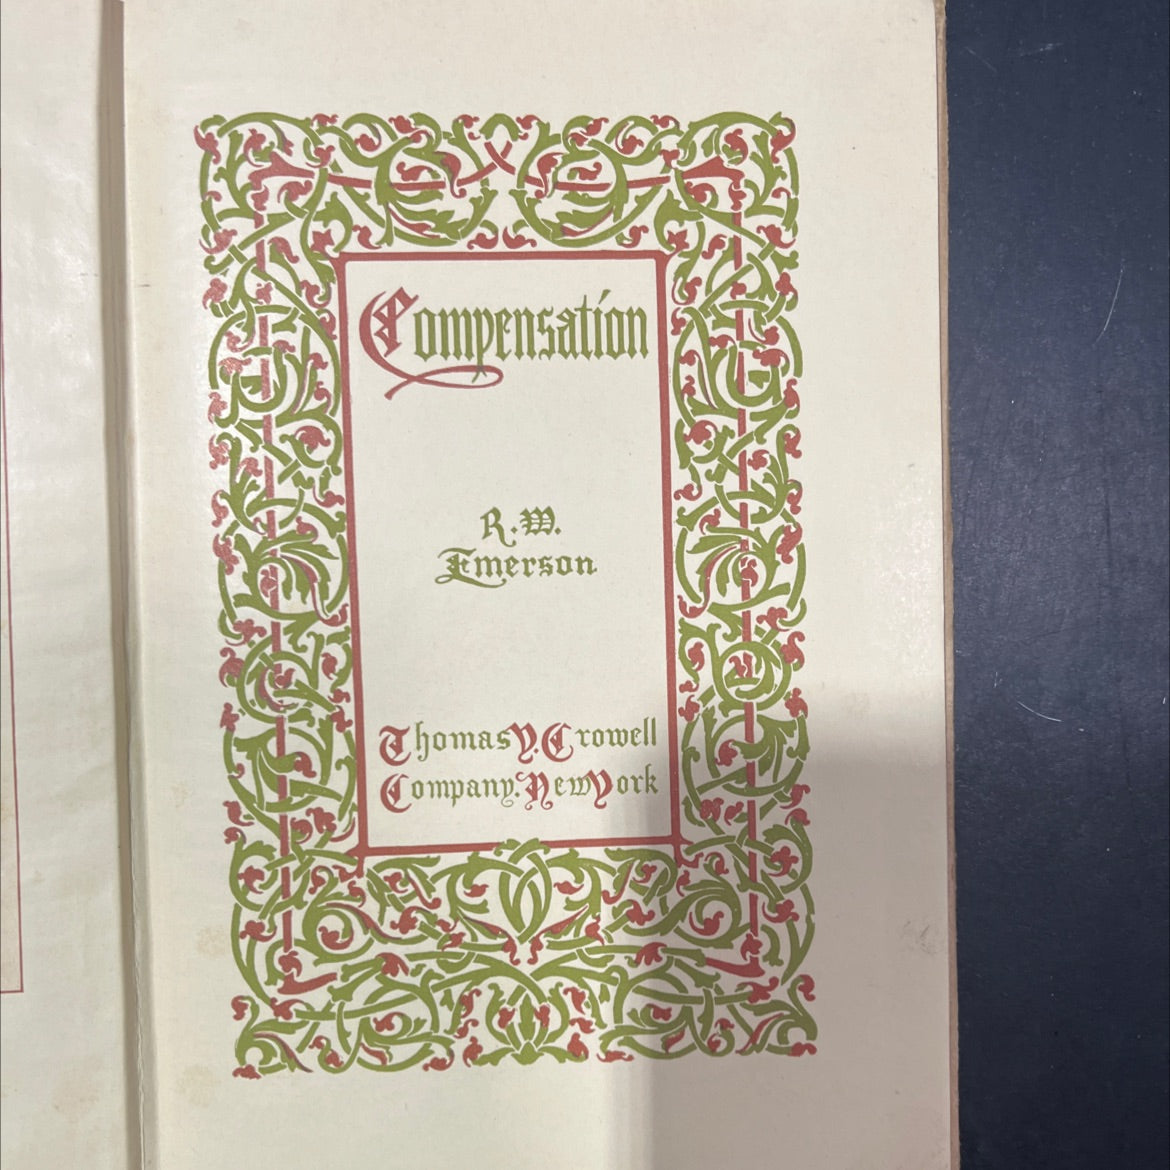 Compensation
R.W.
Emerson
Thomas Y. Crowell
Company. New York